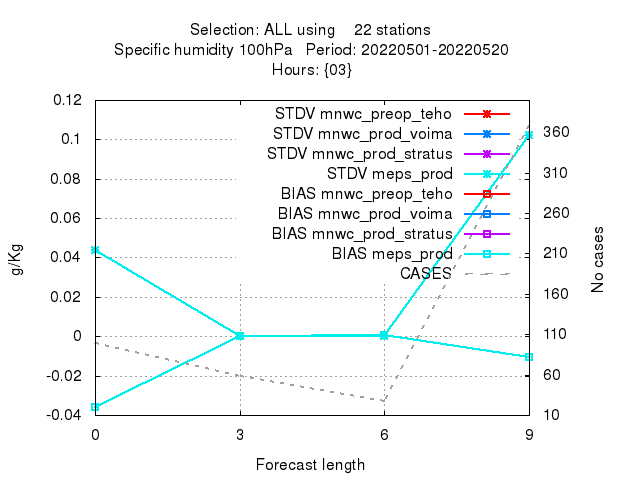 Selection: ALL using 22 stations
Specific humidity 100hPa Period: 20220501-20220520
Hours: {03}
0.12
0.1
0.08
0.06
0.04
0.02
0
-0.02
-0.04
g/Kg
STDV mnwc_preop_teho
STDV mnwc_prod_voima
STDV mnwc_prod_stratus
STDV meps_prod
BIAS mnwc_preop_teho
BIAS mnwc_prod_voima
BIAS mnwc_prod_stratus
BIAS meps_prod
CASES
360
310
260
210
160
110
60
10
No cases
0 3 6 9
Forecast length